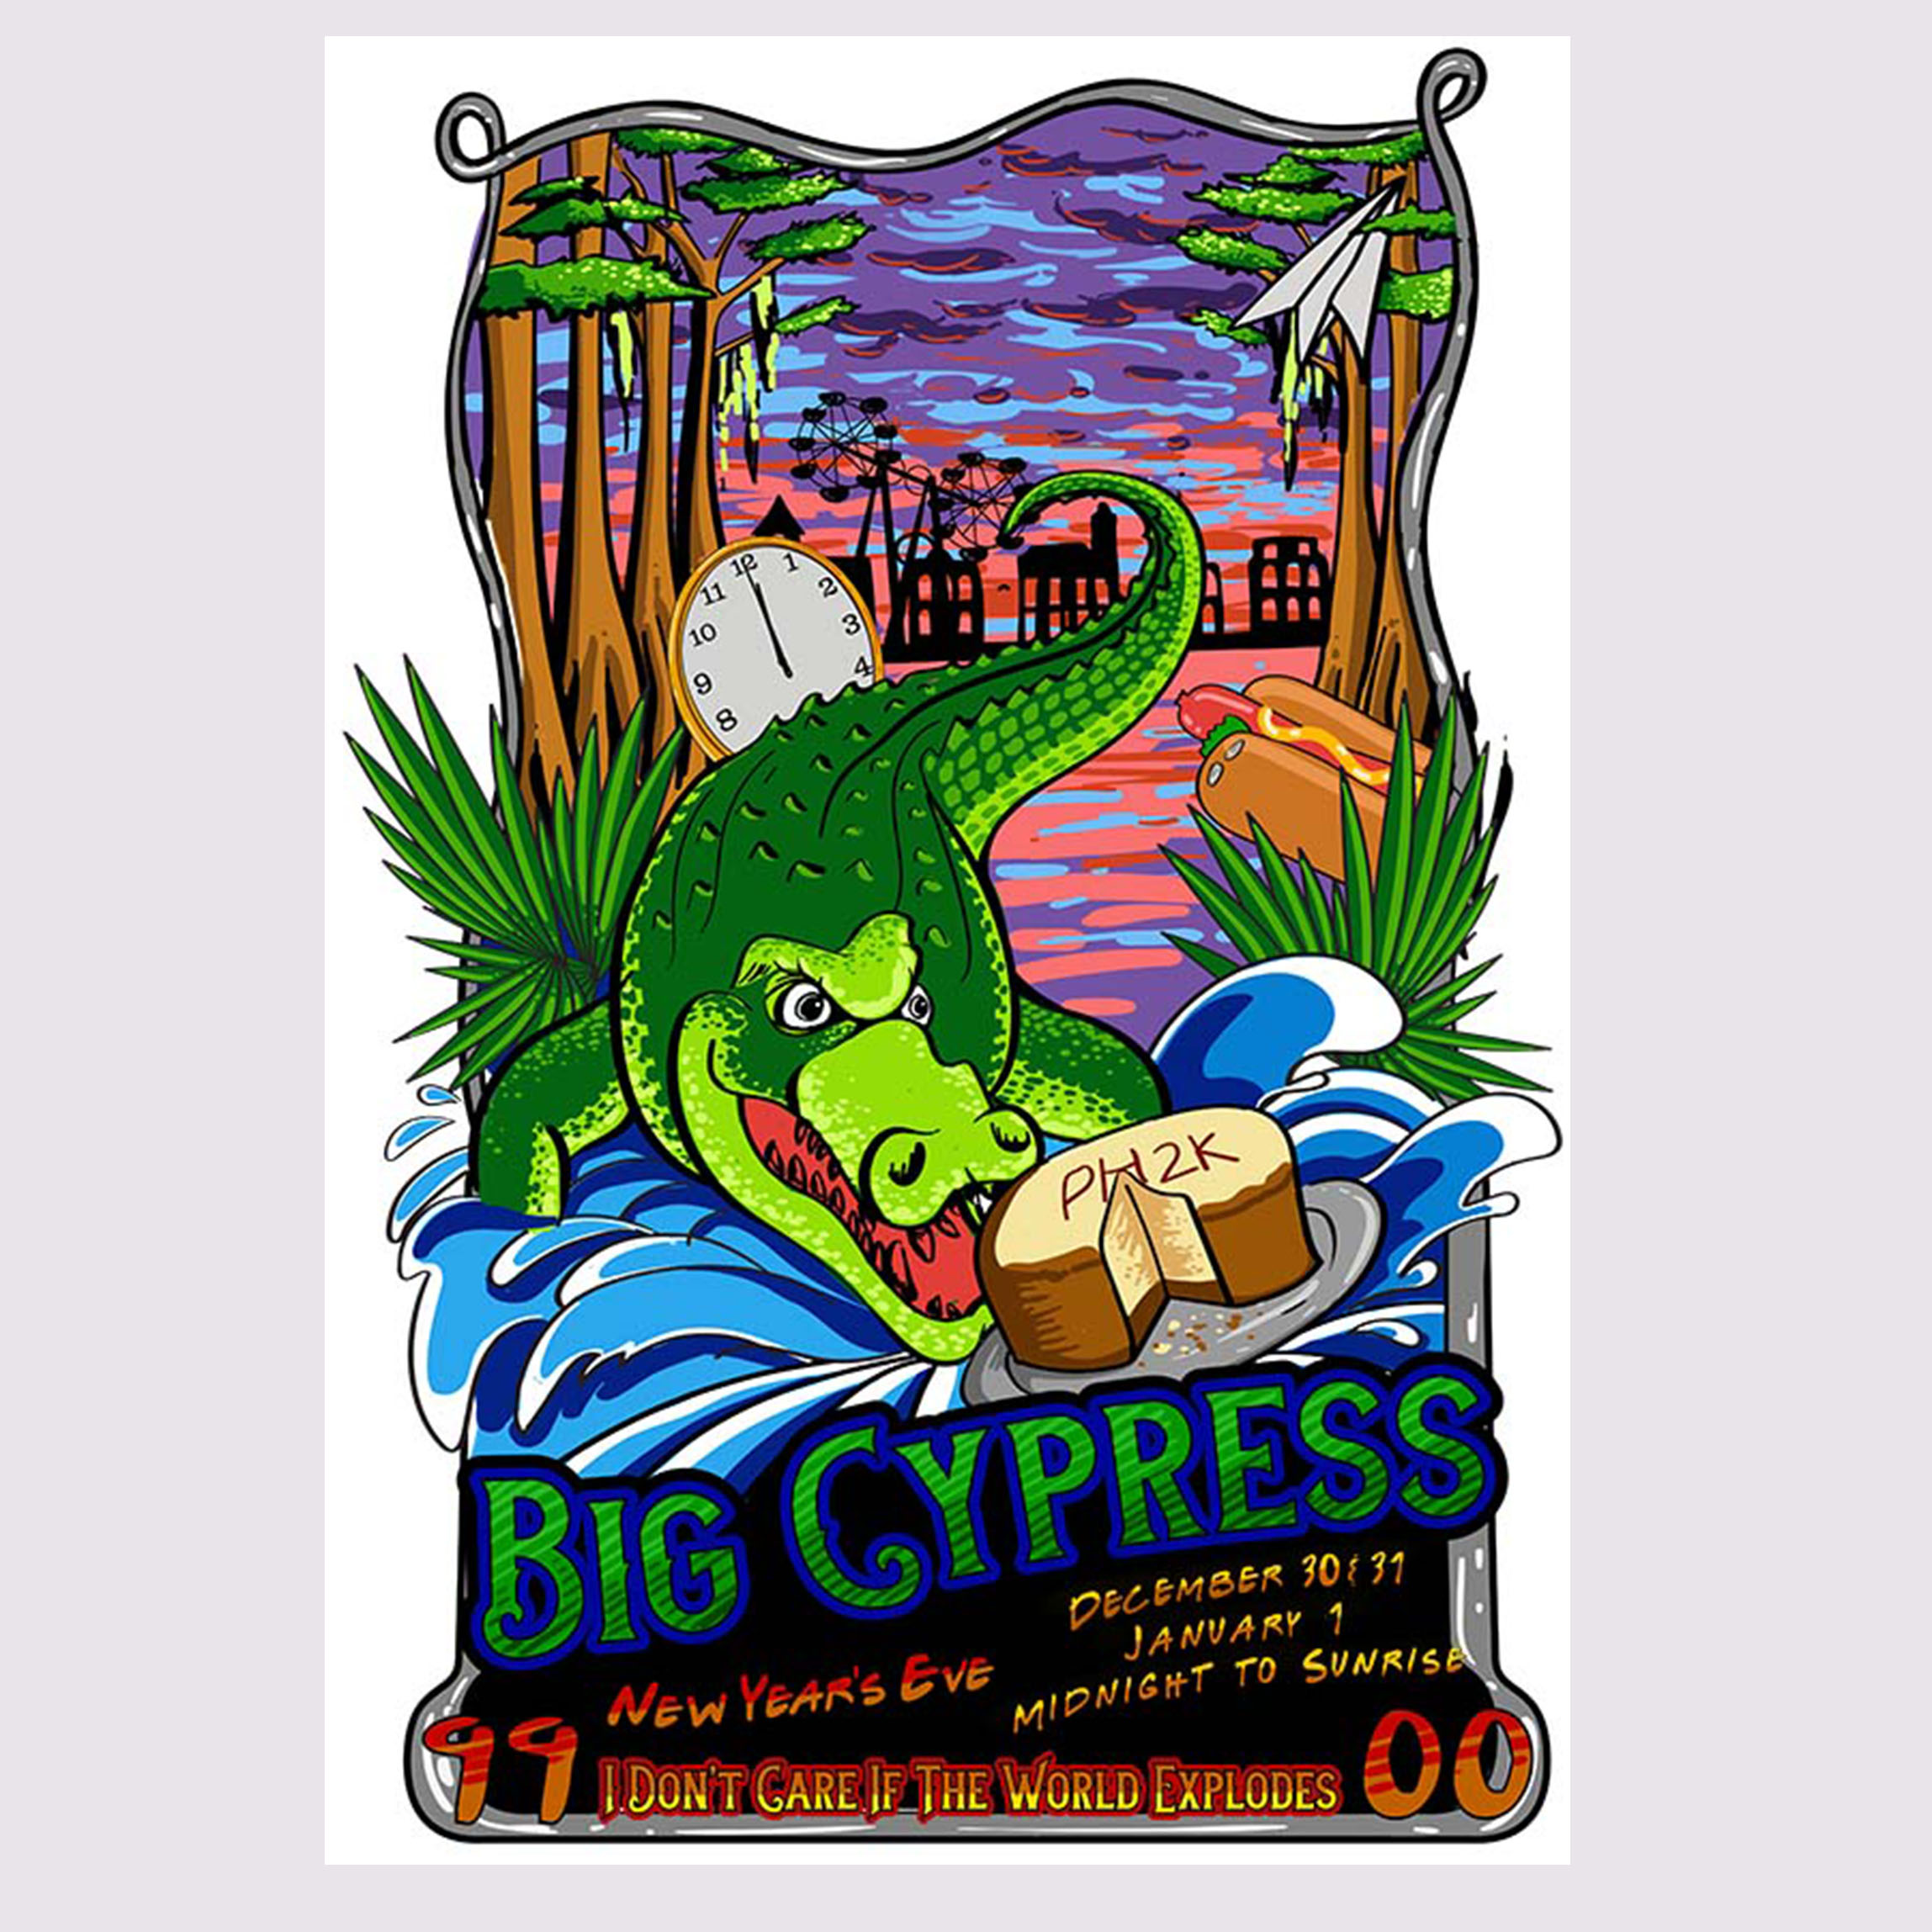 12
1
11
2
10
3
9
4
8
PH2K
BIG CYPRESS
DECEMBER 30 & 31
JANUARY 1
MIDNIGHT TO SUNRISE
NEW YEAR'S EVE
99
00
I DON'T CARE IF THE WORLD EXPLODES